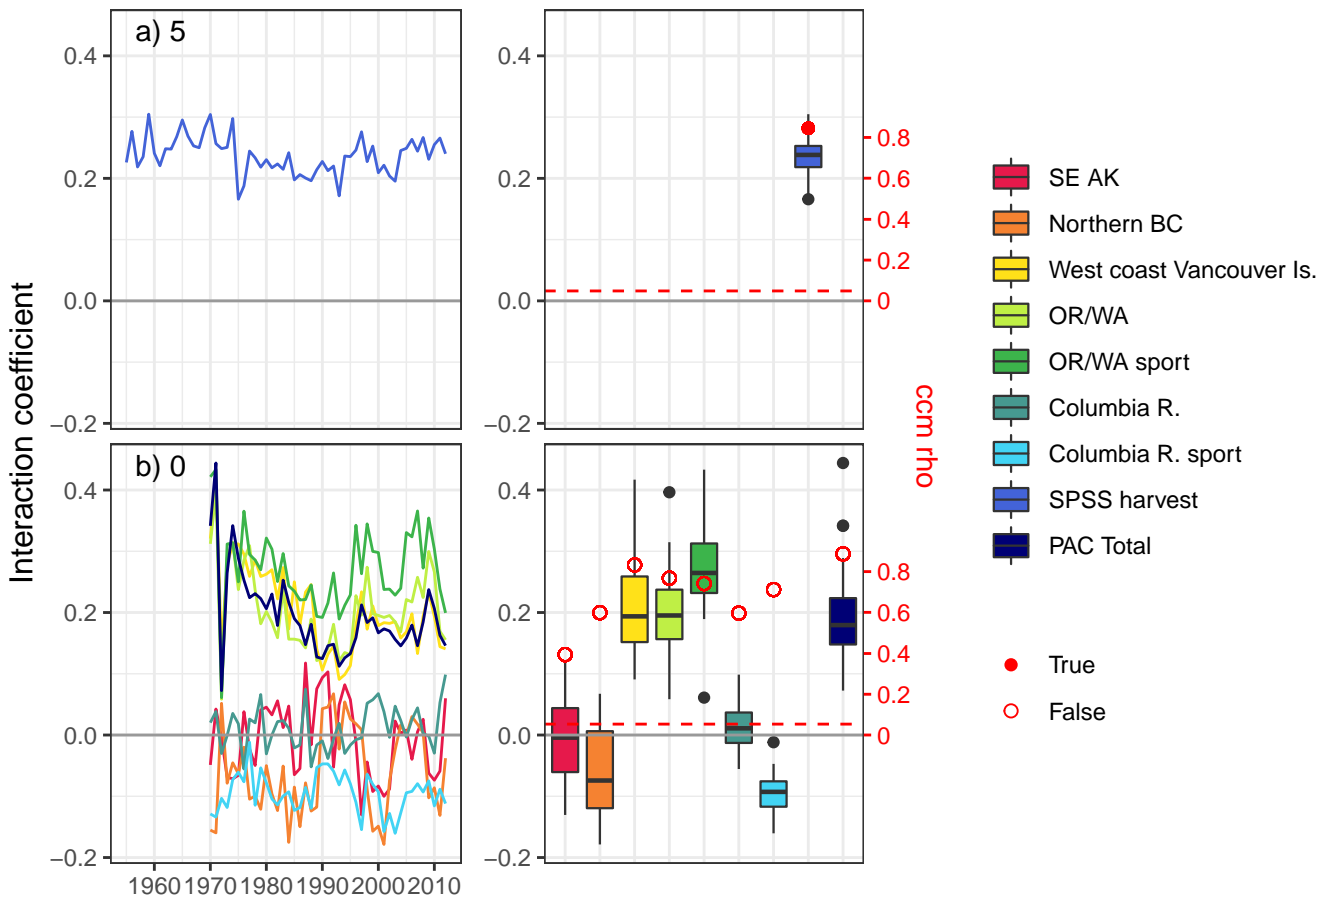 a) 5
0.4
0.2
0.0
−0.2
0.4
0.2
0.0
−0.2
0.8
0.6
0.4
0.2
0
Interaction coefficient
b) 0
0.4
0.2
0.0
−0.2
1960 1970 1980 1990 2000 2010
0.4
0.2
0.0
−0.2
0.8
0.6
0.4
0.2
0
Interaction coefficient
ccm rho
SE AK
Northern BC
West coast Vancouver Is.
OR/WA
OR/WA sport
Columbia R.
Columbia R. sport
SPSS harvest
PAC Total
True
False